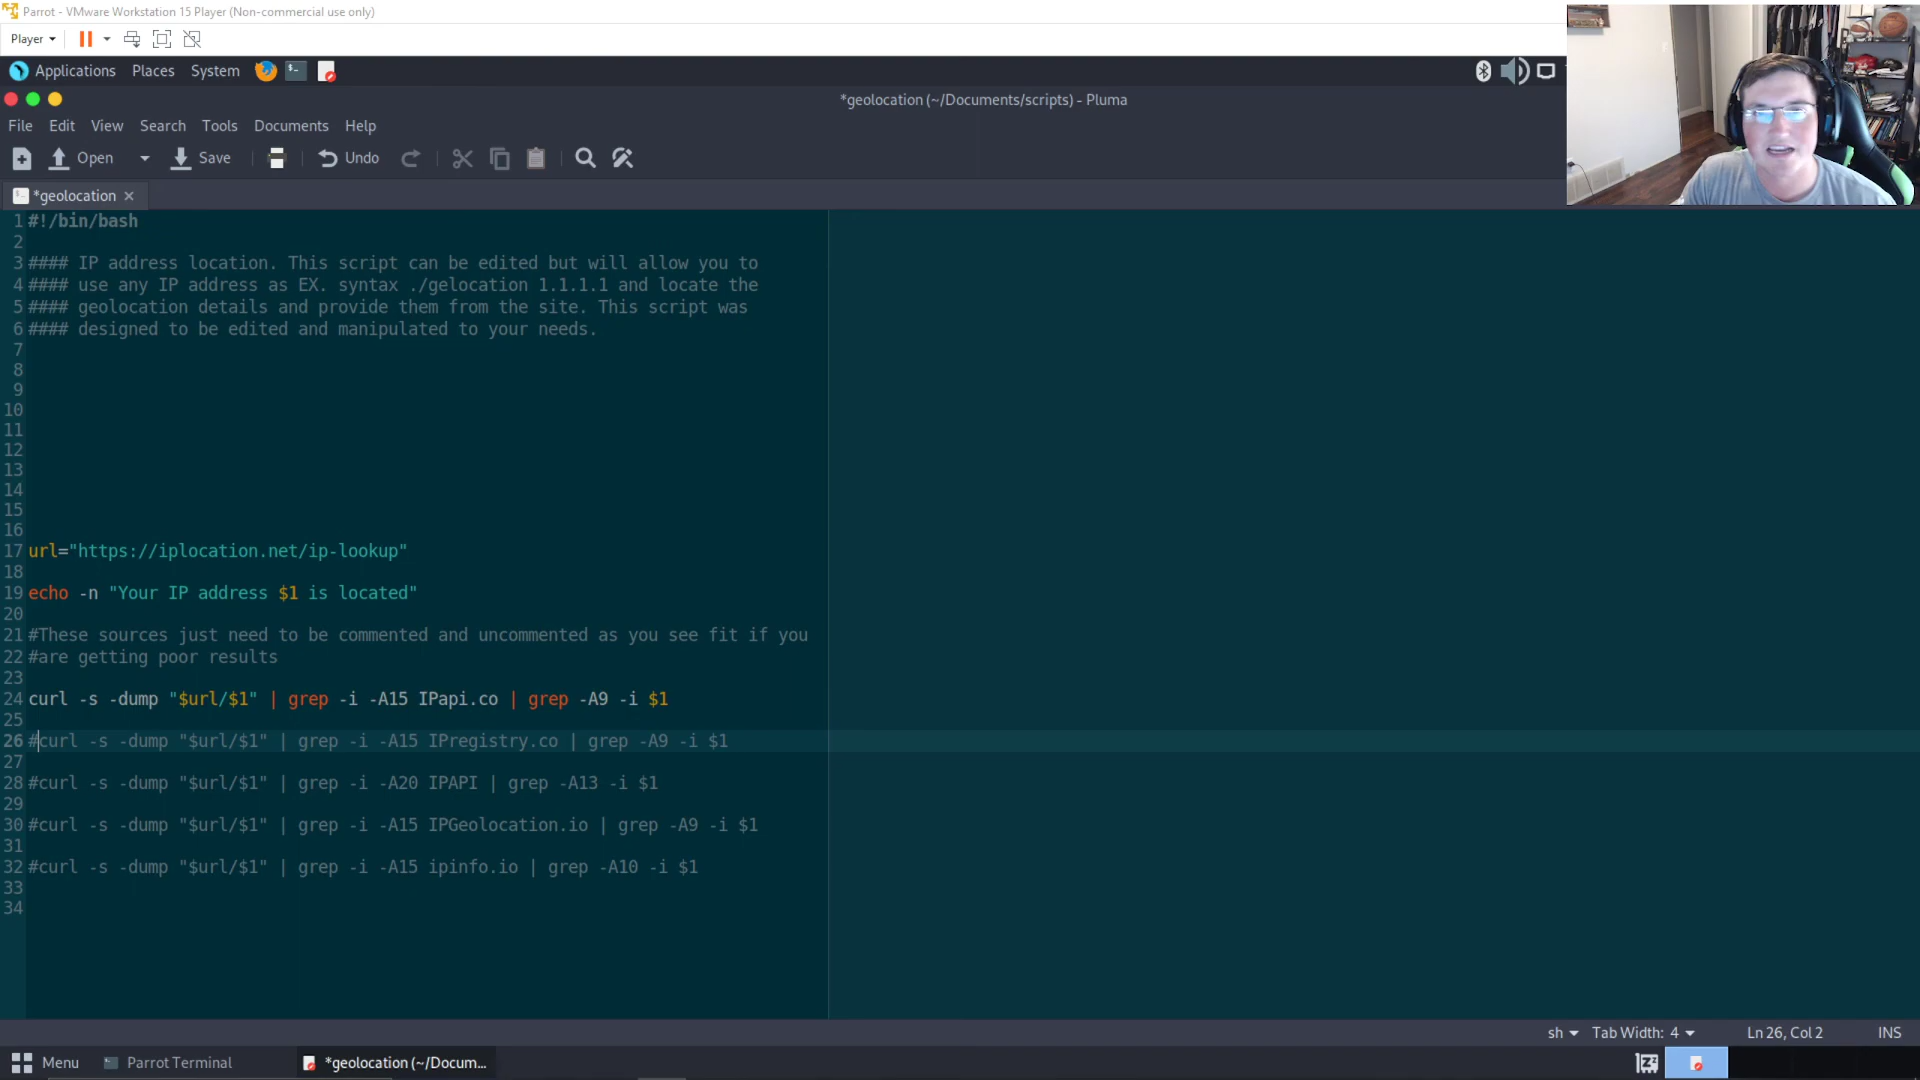 Parrot - VMware Workstation 15 Player (Non-commercial use only)
Player
Applications Places System
*geolocation (~/Documents/scripts) - Pluma
File Edit View Search Tools Documents Help
Open Save Undo
*geolocation
1 #!/bin/bash
2
3 #### IP address location. This script can be edited but will allow you to
4 #### use any IP address as EX. syntax ./gelocation 1.1.1.1 and locate the
5 #### geolocation details and provide them from the site. This script was
6 #### designed to be edited and manipulated to your needs.
7
8
9
10
11
12
13
14
15
16
17 url="https://iplocation.net/ip-lookup"
18
19 echo -n "Your IP address $1 is located"
20
21 #These sources just need to be commented and uncommented as you see fit if you
22 #are getting poor results
23
24 curl -s -dump "$url/$1" | grep -i -A15 IPapi.co | grep -A9 -i $1
25
26 #curl -s -dump "$url/$1" | grep -i -A15 IPregistry.co | grep -A9 -i $1
27
28 #curl -s -dump "$url/$1" | grep -i -A20 IPAPI | grep -A13 -i $1
29
30 #curl -s -dump "$url/$1" | grep -i -A15 IPGeolocation.io | grep -A9 -i $1
31
32 #curl -s -dump "$url/$1" | grep -i -A15 ipinfo.io | grep -A10 -i $1
33
34
sh Tab Width: 4 Ln 26, Col 2 INS
Menu Parrot Terminal *geolocation (~/Docum...